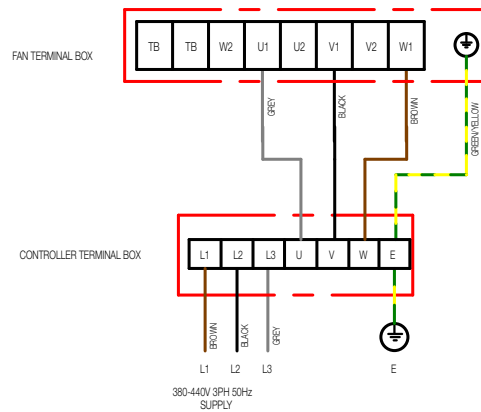 FAN TERMINAL BOX
TB TB W2 U1 U2 V1 V2 W1
GREY
BLACK
BROWN
GREEN/YELLOW
CONTROLLER TERMINAL BOX
L1 L2 L3 U V W E
BROWN
BLACK
GREY
L1 L2 L3 E
380-440V 3PH 50Hz
SUPPLY